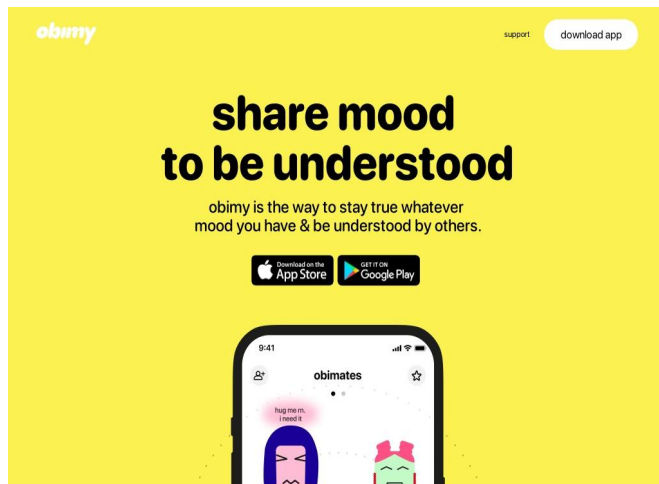 obimy
support
download app
share mood
to be understood
obimy is the way to stay true whatever
mood you have & be understood by others.
Download on the
App Store
GET IT ON
Google Play
9:41
obimates
hug me rn.
i need it